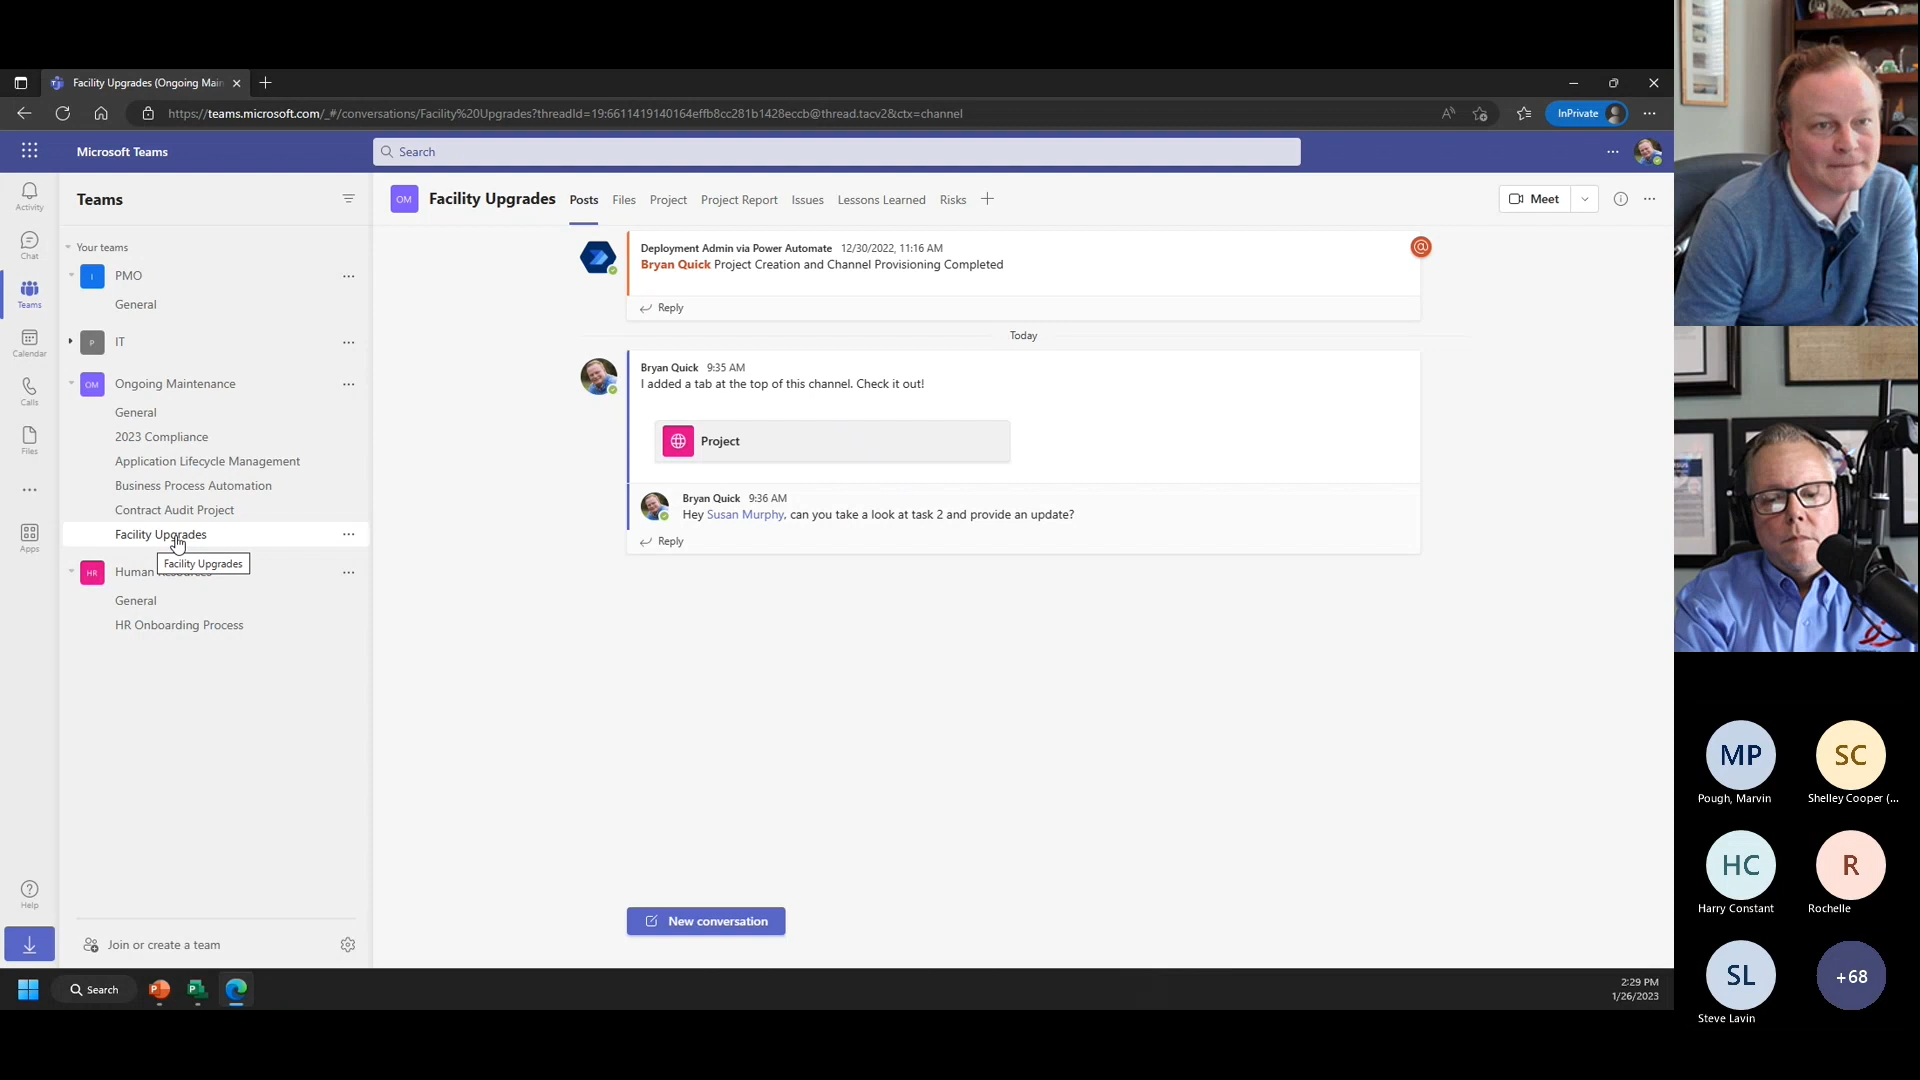 Facility Upgrades (Ongoing Main
https://teams.microsoft.com/_#/conversations/Facility%20Upgrades?threadId=19:6611419140164effb8cc281b1428eccb@thread.tacv2&ctx=channel
InPrivate
Microsoft Teams
Search
Activity
Chat
Teams
Calendar
Calls
Files
Apps
Help
Teams
Your teams
I PMO
General
P IT
OM Ongoing Maintenance
General
2023 Compliance
Application Lifecycle Management
Business Process Automation
Contract Audit Project
Facility Upgrades
Facility Upgrades
HR Human
General
HR Onboarding Process
Join or create a team
OM Facility Upgrades Posts Files Project Project Report Issues Lessons Learned Risks
Meet
Deployment Admin via Power Automate 12/30/2022, 11:16 AM
Bryan Quick Project Creation and Channel Provisioning Completed
Reply
Today
Bryan Quick 9:35 AM
I added a tab at the top of this channel. Check it out!
Project
Bryan Quick 9:36 AM
Hey Susan Murphy, can you take a look at task 2 and provide an update?
Reply
New conversation
Search
2:29 PM
1/26/2023
MP
Pough, Marvin
SC
Shelley Cooper (...
HC
Harry Constant
R
Rochelle
SL
Steve Lavin
+68